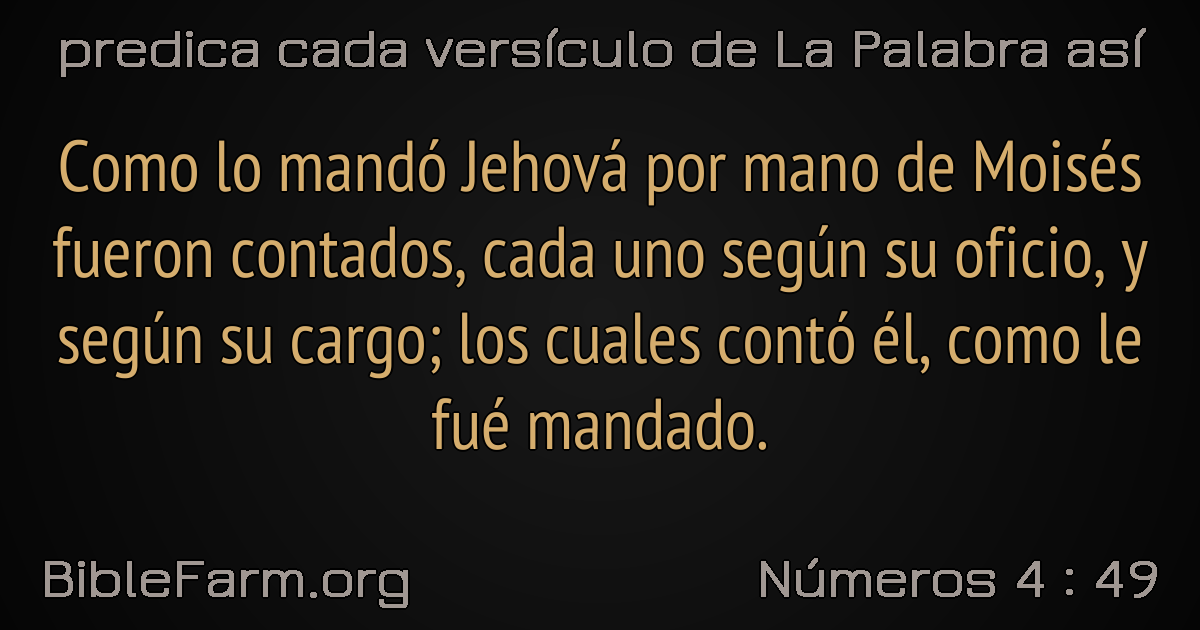 predica cada versículo de La Palabra así
Como lo mandó Jehová por mano de Moisés
fueron contados, cada uno según su oficio, y
según su cargo; los cuales contó él, como le
fué mandado.
BibleFarm.org
Números 4 : 49